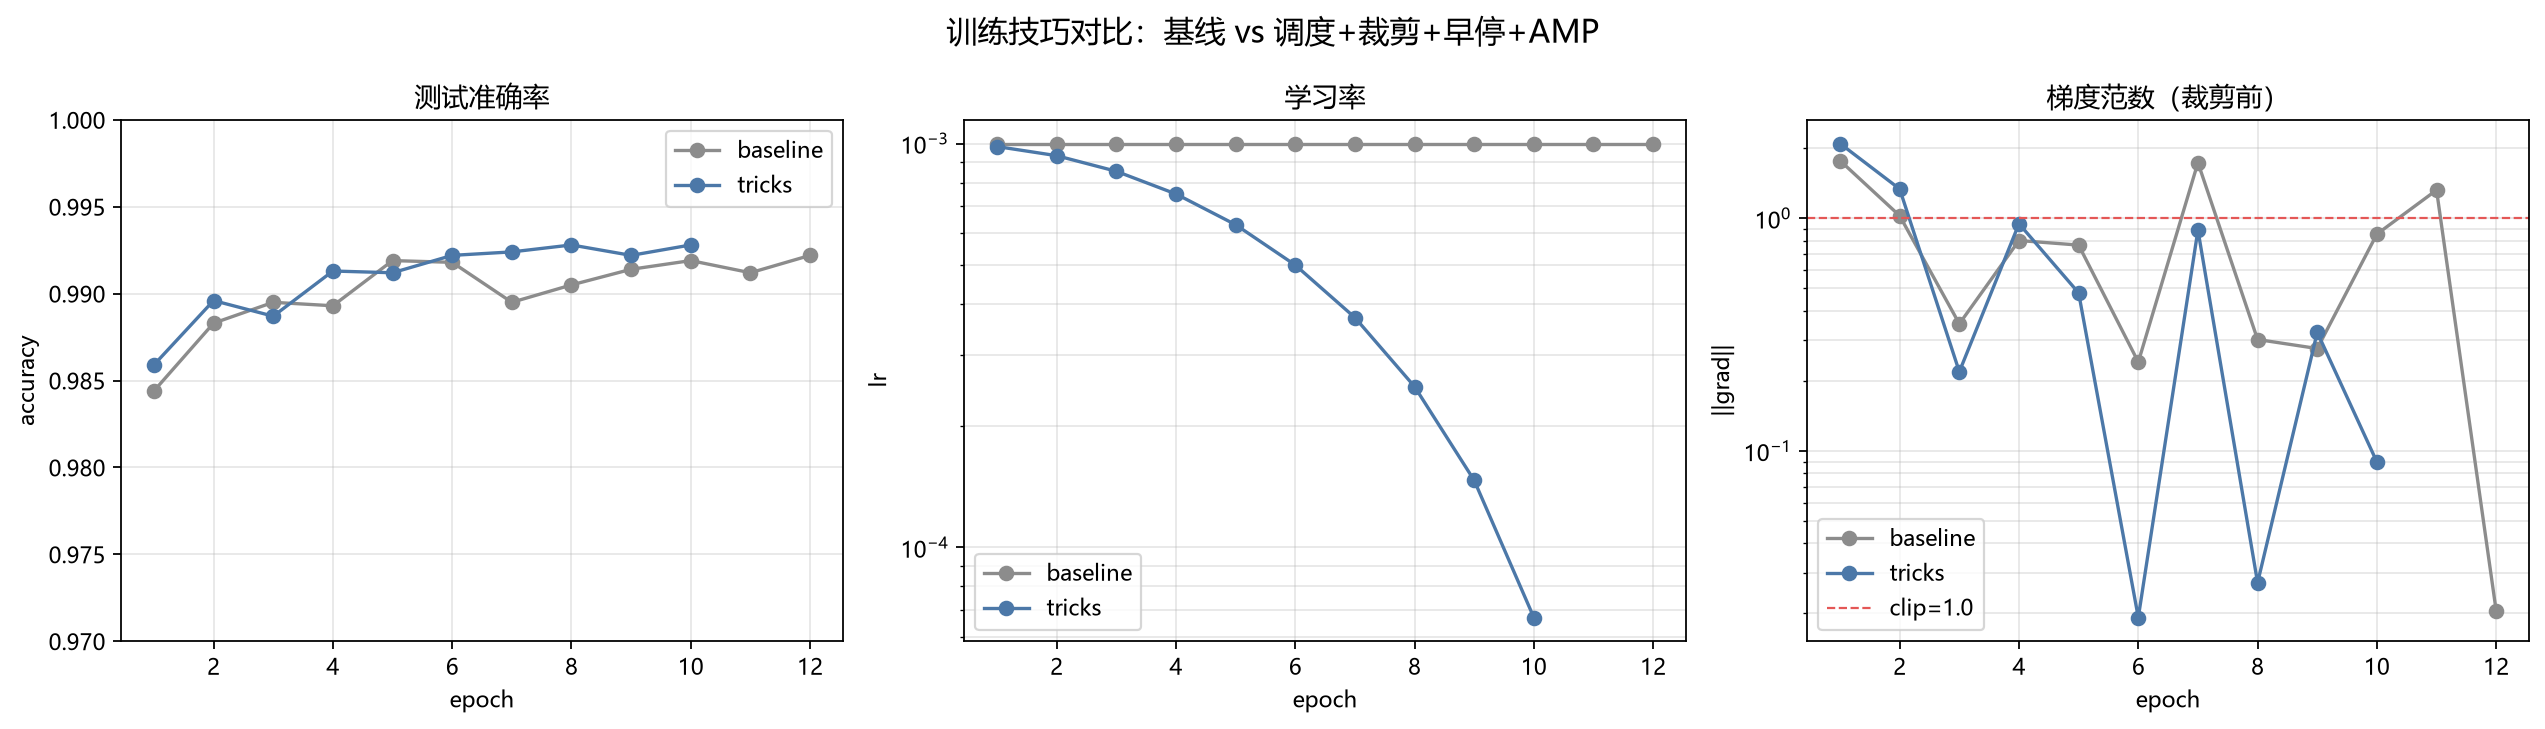 训练技巧对比：基线 vs 调度+裁剪+早停+AMP
测试准确率
1.000
0.995
0.990
0.985
0.980
0.975
0.970
accuracy
2 4 6 8 10 12
epoch
baseline
tricks
学习率
10⁻³
10⁻⁴
lr
2 4 6 8 10 12
epoch
baseline
tricks
梯度范数（裁剪前）
10⁰
10⁻¹
||grad||
2 4 6 8 10 12
epoch
baseline
tricks
clip=1.0